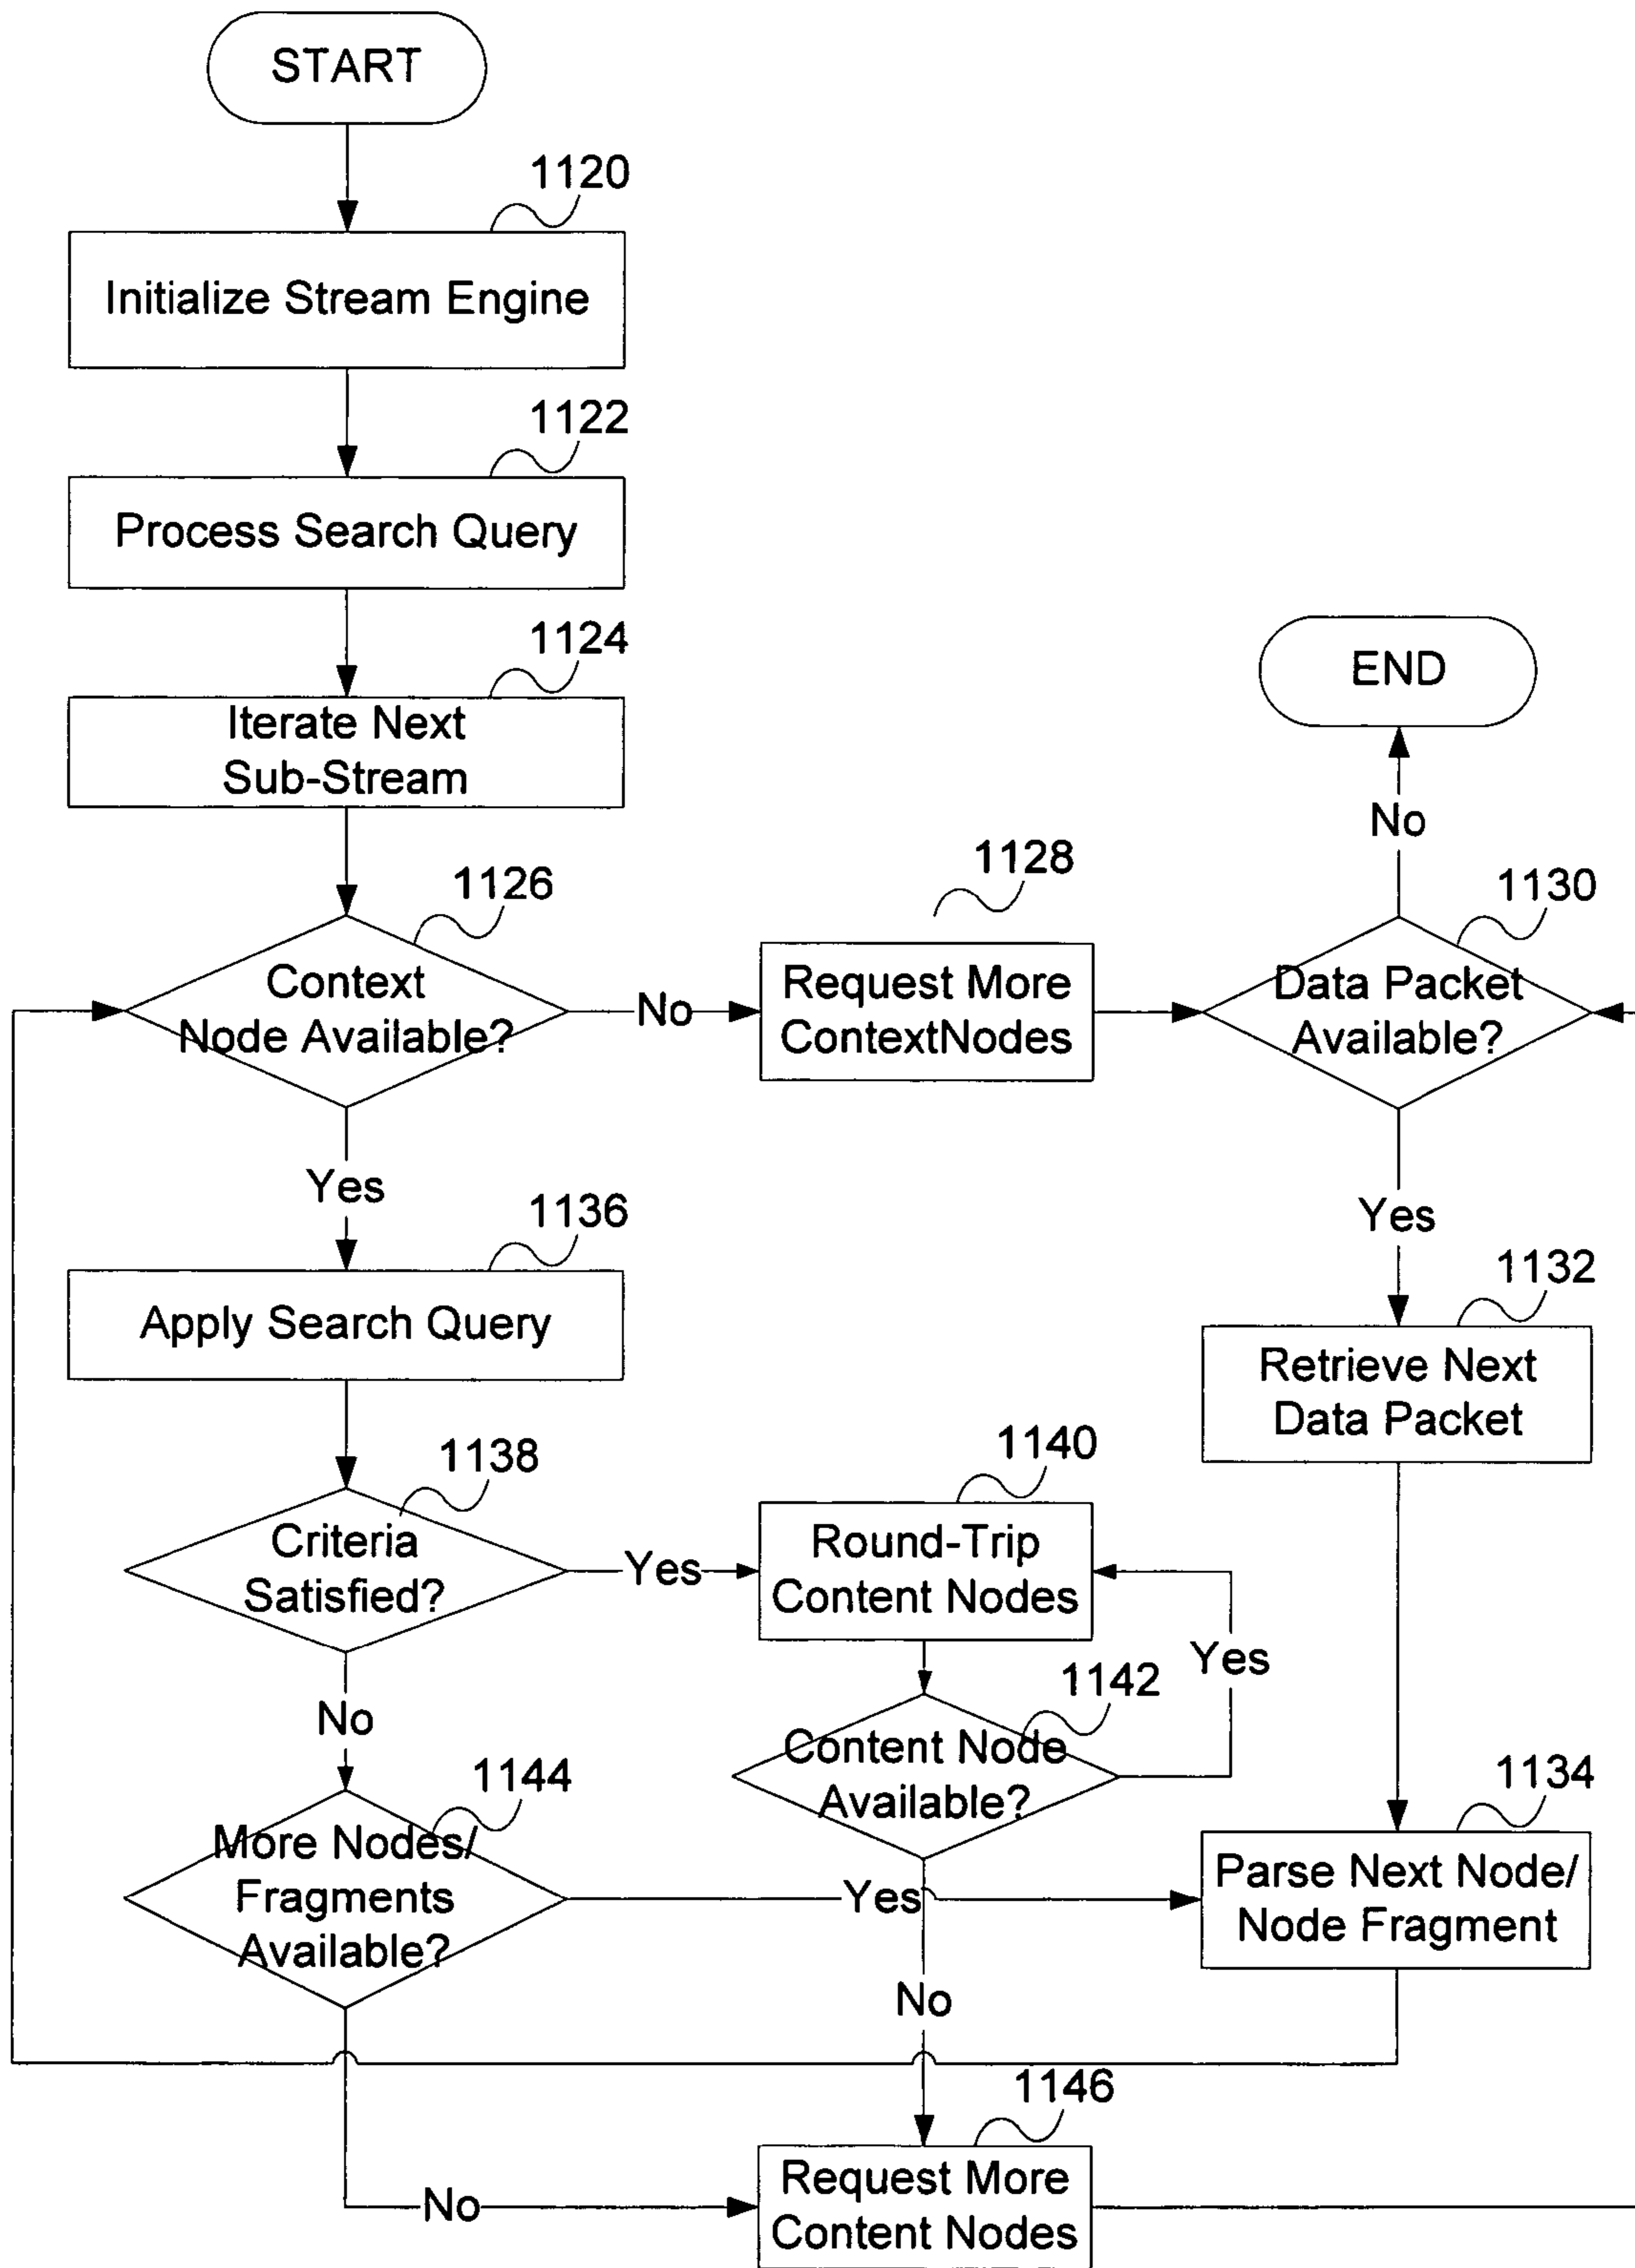 START
1120
Initialize Stream Engine
1122
Process Search Query
1124
Iterate Next
Sub-Stream
END
No
1126
Context
Node Available?
No
1128
Request More
ContextNodes
1130
Data Packet
Available?
Yes
Yes
1136
Apply Search Query
1132
Retrieve Next
Data Packet
1138
Criteria
Satisfied?
Yes
1140
Round-Trip
Content Nodes
Yes
No
1142
Content Node
Available?
1144
More Nodes/
Fragments
Available?
Yes
1134
Parse Next Node/
Node Fragment
No
1146
No
Request More
Content Nodes